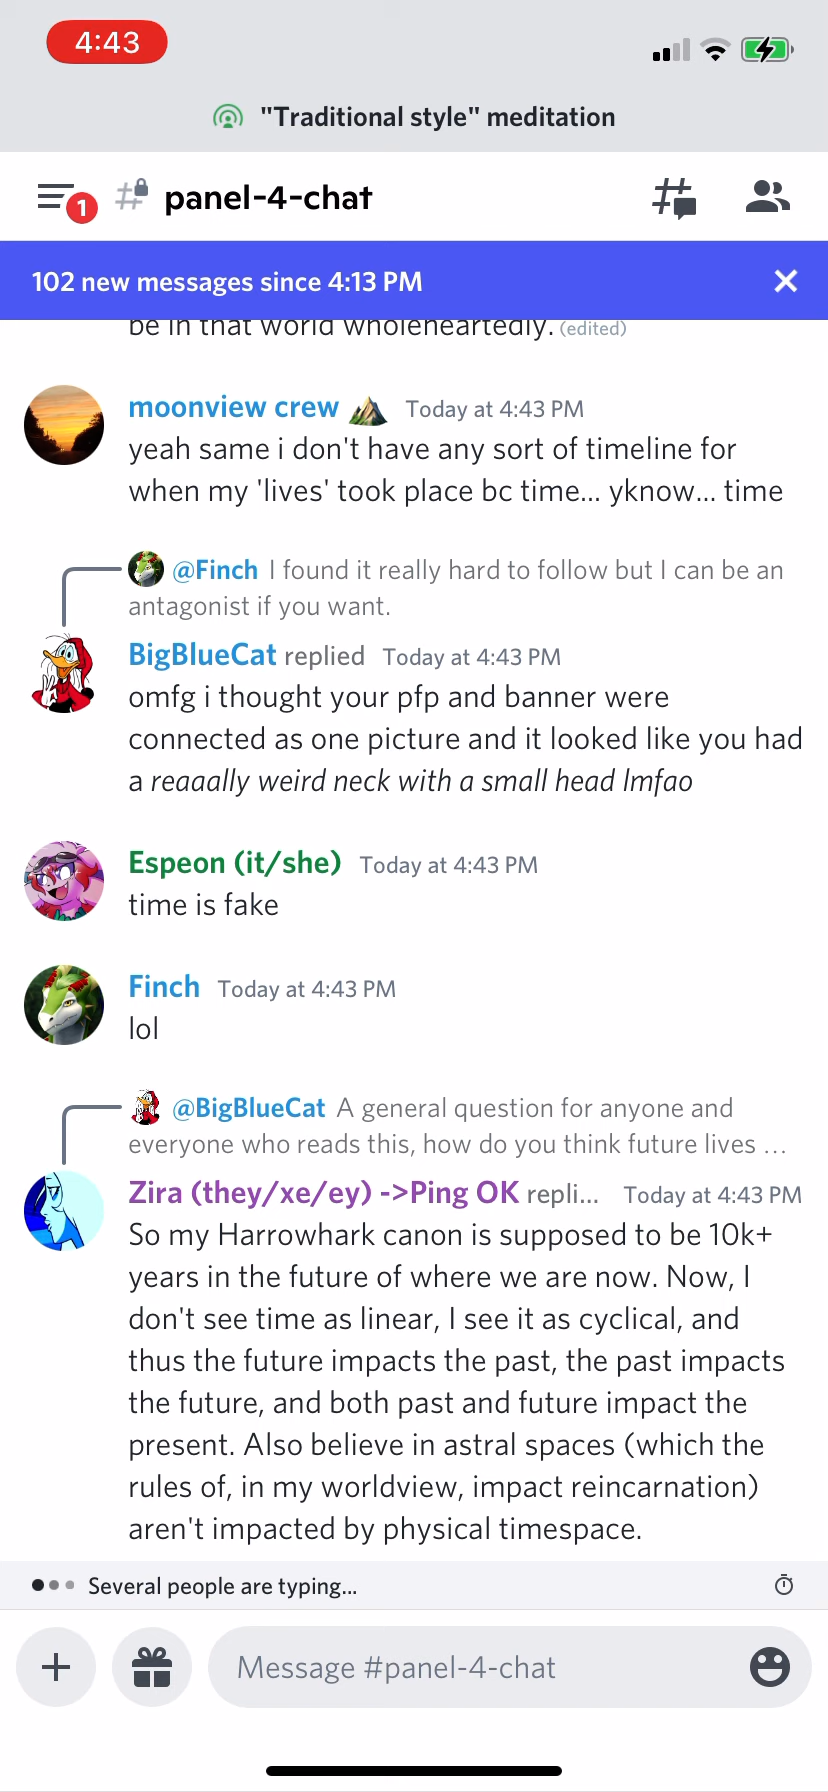 4:43
"Traditional style" meditation
1
panel-4-chat
102 new messages since 4:13 PM
be in that world wholeheartedly. (edited)
moonview crew Today at 4:43 PM
yeah same i don't have any sort of timeline for
when my 'lives' took place bc time... yknow... time
@Finch I found it really hard to follow but I can be an
antagonist if you want.
BigBlueCat replied Today at 4:43 PM
omfg i thought your pfp and banner were
connected as one picture and it looked like you had
a reaaally weird neck with a small head lmfao
Espeon (it/she) Today at 4:43 PM
time is fake
Finch Today at 4:43 PM
lol
@BigBlueCat A general question for anyone and
everyone who reads this, how do you think future lives ...
Zira (they/xe/ey) ->Ping OK repli... Today at 4:43 PM
So my Harrowhark canon is supposed to be 10k+
years in the future of where we are now. Now, I
don't see time as linear, I see it as cyclical, and
thus the future impacts the past, the past impacts
the future, and both past and future impact the
present. Also believe in astral spaces (which the
rules of, in my worldview, impact reincarnation)
aren't impacted by physical timespace.
Several people are typing...
Message #panel-4-chat